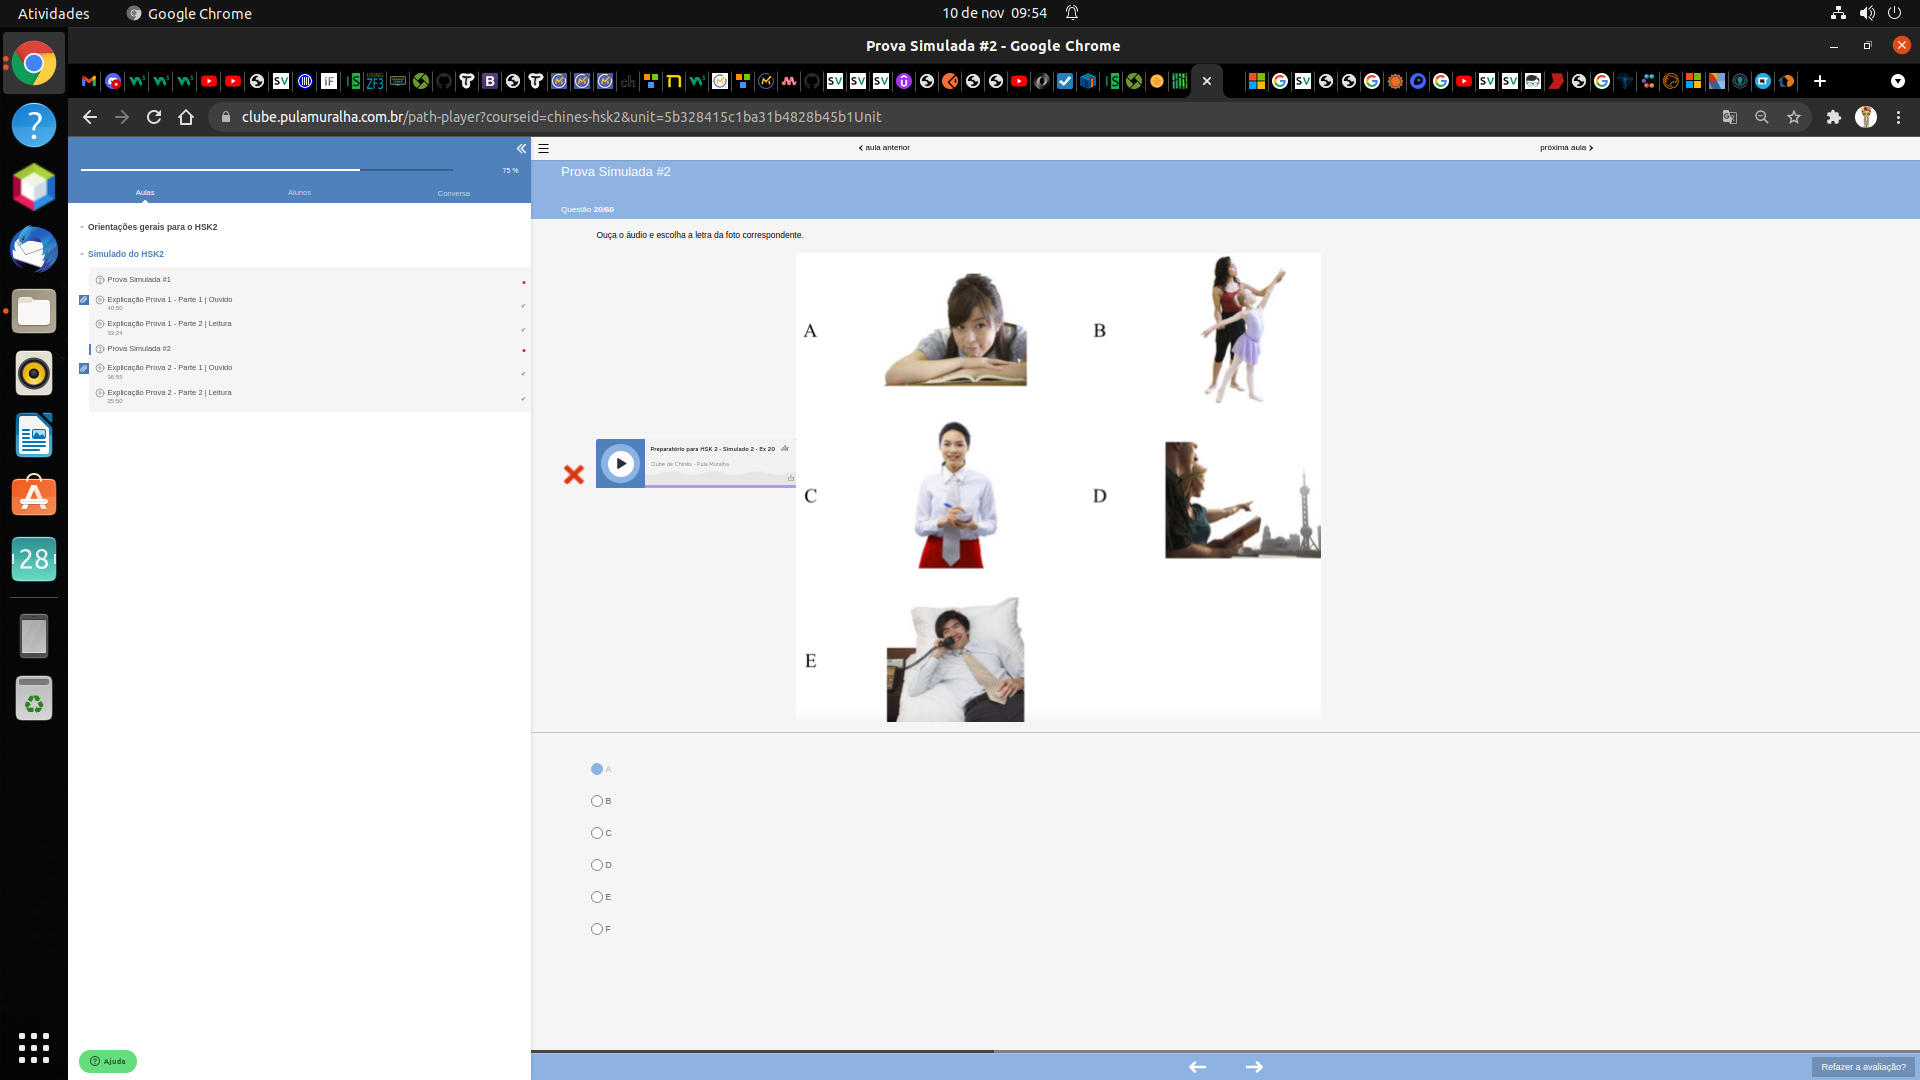 Atividades
Google Chrome
10 de nov 09:54
Prova Simulada #2 - Google Chrome
clube.pulamuralha.com.br/path-player?courseid=chines-hsk2&unit=5b328415c1ba31b4828b45b1Unit
75 %
Aulas
Alunos
Conversa
Orientações gerais para o HSK2
Simulado do HSK2
Prova Simulada #1
Explicação Prova 1 - Parte 1 | Ouvido
40:50
Explicação Prova 1 - Parte 2 | Leitura
33:24
Prova Simulada #2
Explicação Prova 2 - Parte 1 | Ouvido
36:55
Explicação Prova 2 - Parte 2 | Leitura
25:50
Ajuda
28
aula anterior
próxima aula
Prova Simulada #2
Questão 20/60
Ouça o áudio e escolha a letra da foto correspondente.
Preparatório para HSK 2 - Simulado 2 - Ex 20
Clube de Chinês - Pula Muralha
A
B
C
D
E
A
B
C
D
E
F
Refazer a avaliação?